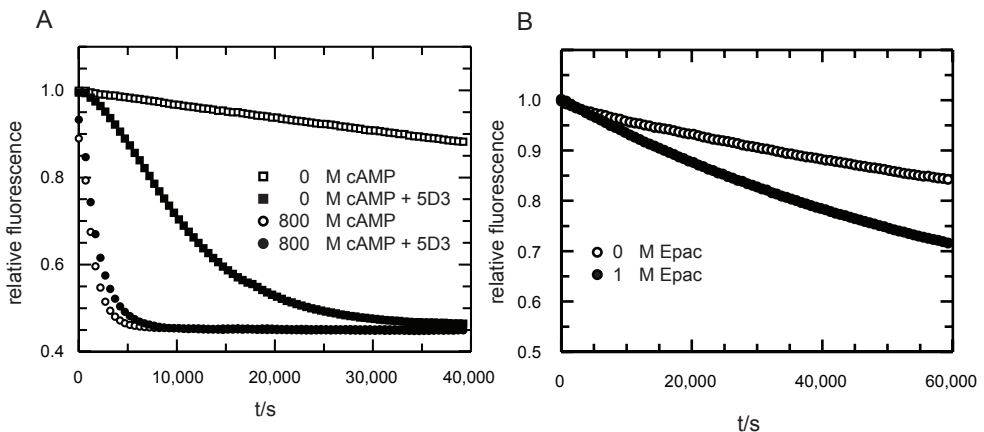 A
relative fluorescence
1.0
0.8
0.6
0.4
0 M cAMP
0 M cAMP + 5D3
800 M cAMP
800 M cAMP + 5D3
0 10,000 20,000 30,000 40,000
t/s
B
relative fluorescence
1.0
0.9
0.8
0.7
0.6
0.5
0 M Epac
1 M Epac
0 20,000 40,000 60,000
t/s